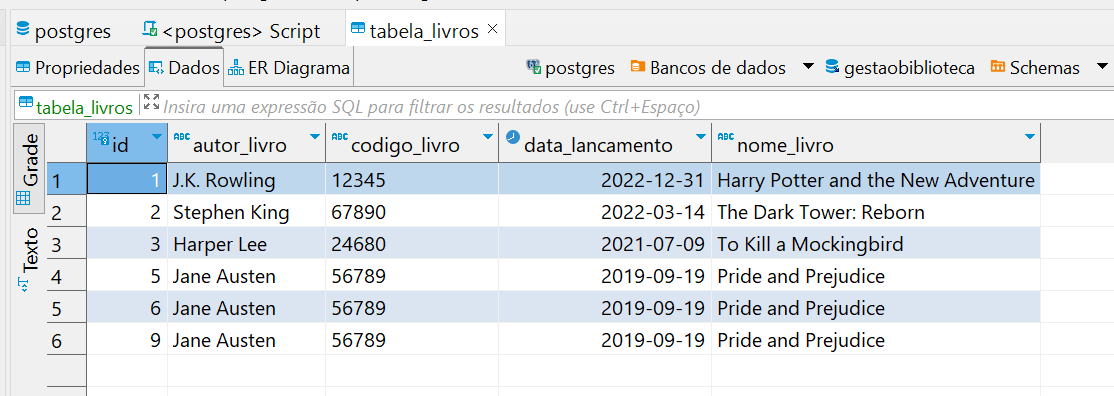 postgres <postgres> Script tabela_livros
Propriedades Dados ER Diagrama postgres Bancos de dados gestaobiblioteca Schemas
tabela_livros Insira uma expressão SQL para filtrar os resultados (use Ctrl+Espaço)
Grade
Texto
123 id ABC autor_livro ABC codigo_livro data_lancamento ABC nome_livro
1 1 J.K. Rowling 12345 2022-12-31 Harry Potter and the New Adventure
2 2 Stephen King 67890 2022-03-14 The Dark Tower: Reborn
3 3 Harper Lee 24680 2021-07-09 To Kill a Mockingbird
4 5 Jane Austen 56789 2019-09-19 Pride and Prejudice
5 6 Jane Austen 56789 2019-09-19 Pride and Prejudice
6 9 Jane Austen 56789 2019-09-19 Pride and Prejudice